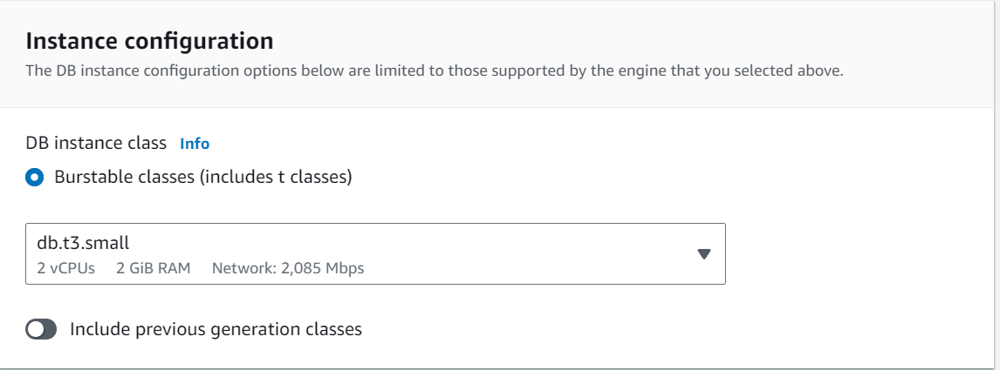 Instance configuration
The DB instance configuration options below are limited to those supported by the engine that you selected above.
DB instance class Info
Burstable classes (includes t classes)
db.t3.small
2 vCPUs 2 GiB RAM Network: 2,085 Mbps
Include previous generation classes